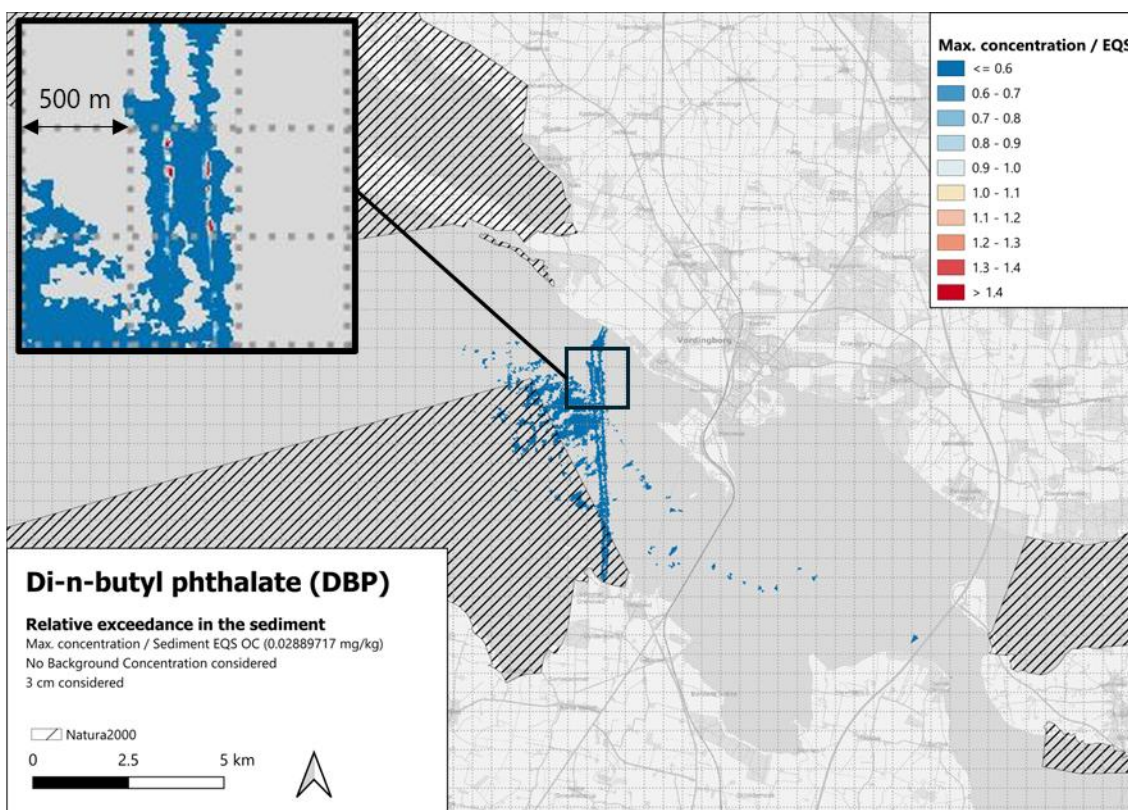 500 m
Max. concentration / EQS
<= 0.6
0.6 - 0.7
0.7 - 0.8
0.8 - 0.9
0.9 - 1.0
1.0 - 1.1
1.1 - 1.2
1.2 - 1.3
1.3 - 1.4
> 1.4
Vordingborg
Di-n-butyl phthalate (DBP)
Relative exceedance in the sediment
Max. concentration / Sediment EQS OC (0.02889717 mg/kg)
No Background Concentration considered
3 cm considered
Natura2000
0 2.5 5 km